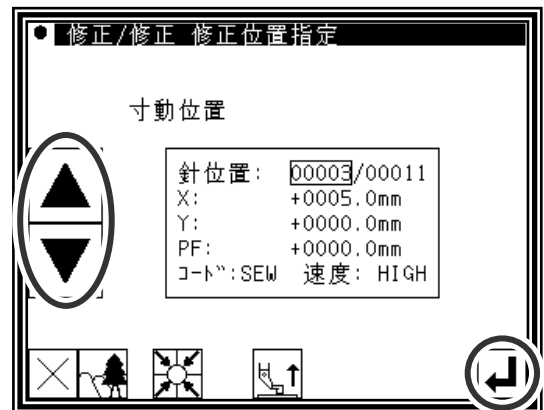 修正/修正 修正位置指定
寸動位置
針位置: 00003/00011
X: +0005.0mm
Y: +0000.0mm
PF: +0000.0mm
コード:SEW 速度: HIGH